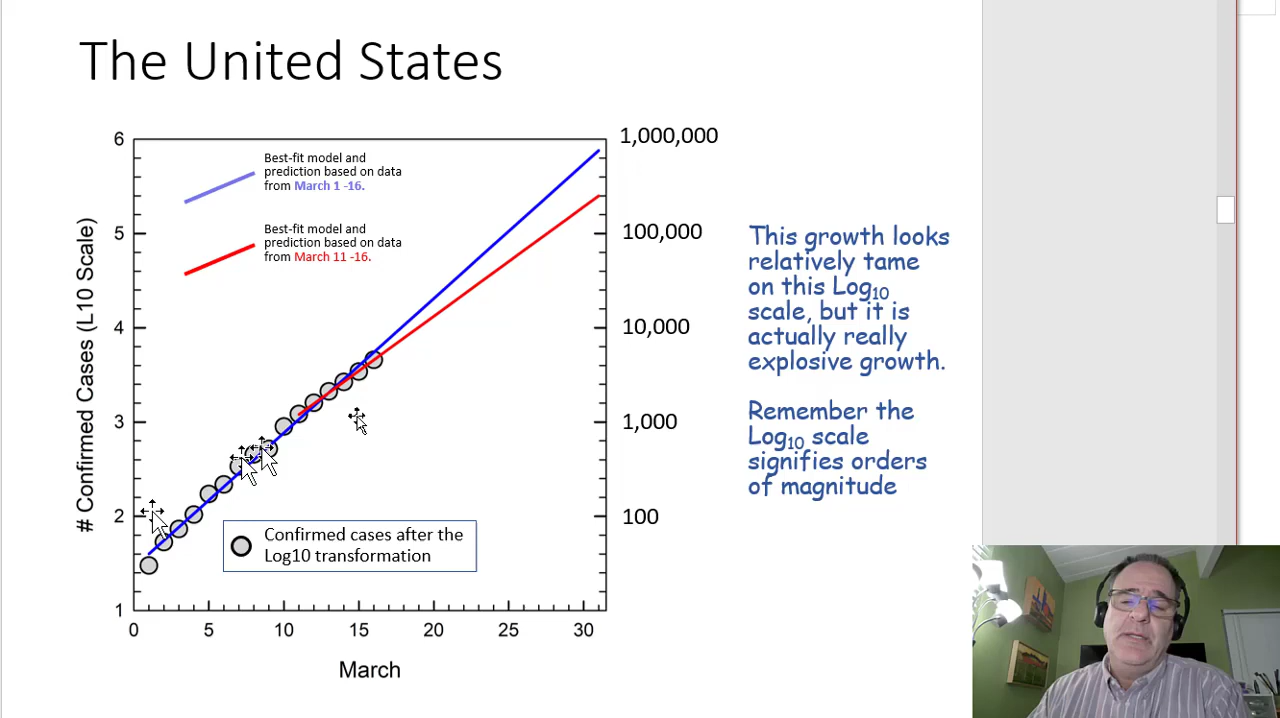 The United States
6
5
4
3
2
1
# Confirmed Cases (L10 Scale)
0
5
10
15
20
25
30
March
1,000,000
100,000
10,000
1,000
100
Best-fit model and
prediction based on data
from March 1 -16.
Best-fit model and
prediction based on data
from March 11 -16.
Confirmed cases after the
Log10 transformation
This growth looks
relatively tame
on this Log₁₀
scale, but it is
actually really
explosive growth.
Remember the
Log₁₀ scale
signifies orders
of magnitude